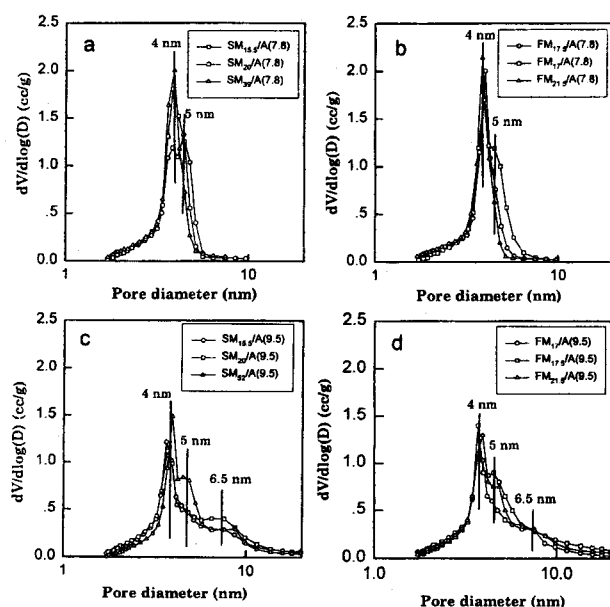 a
4 nm
SM15.5/A(7.8)
SM20/A(7.8)
SM39/A(7.8)
5 nm
2.5
2.0
1.5
1.0
0.5
0.0
dV/dlog(D) (cc/g)
1
10
Pore diameter (nm)
b
4 nm
FM17.5/A(7.8)
FM17/A(7.8)
FM21.5/A(7.8)
5 nm
2.5
2.0
1.5
1.0
0.5
0.0
dV/dlog(D) (cc/g)
1
10
Pore diameter (nm)
c
SM15.5/A(9.5)
SM20/A(9.5)
SM32/A(9.5)
4 nm
5 nm
6.5 nm
2.5
2.0
1.5
1.0
0.5
.0
dV/dlog(D) (cc/g)
1
10
Pore diameter (nm)
d
FM17/A(9.5)
FM17.5/A(9.5)
FM21.5/A(9.5)
4 nm
5 nm
6.5 nm
2.5
2.0
1.5
1.0
0.5
.0
dV/dlog(D) (cc/g)
1.0
10.0
Pore diameter (nm)